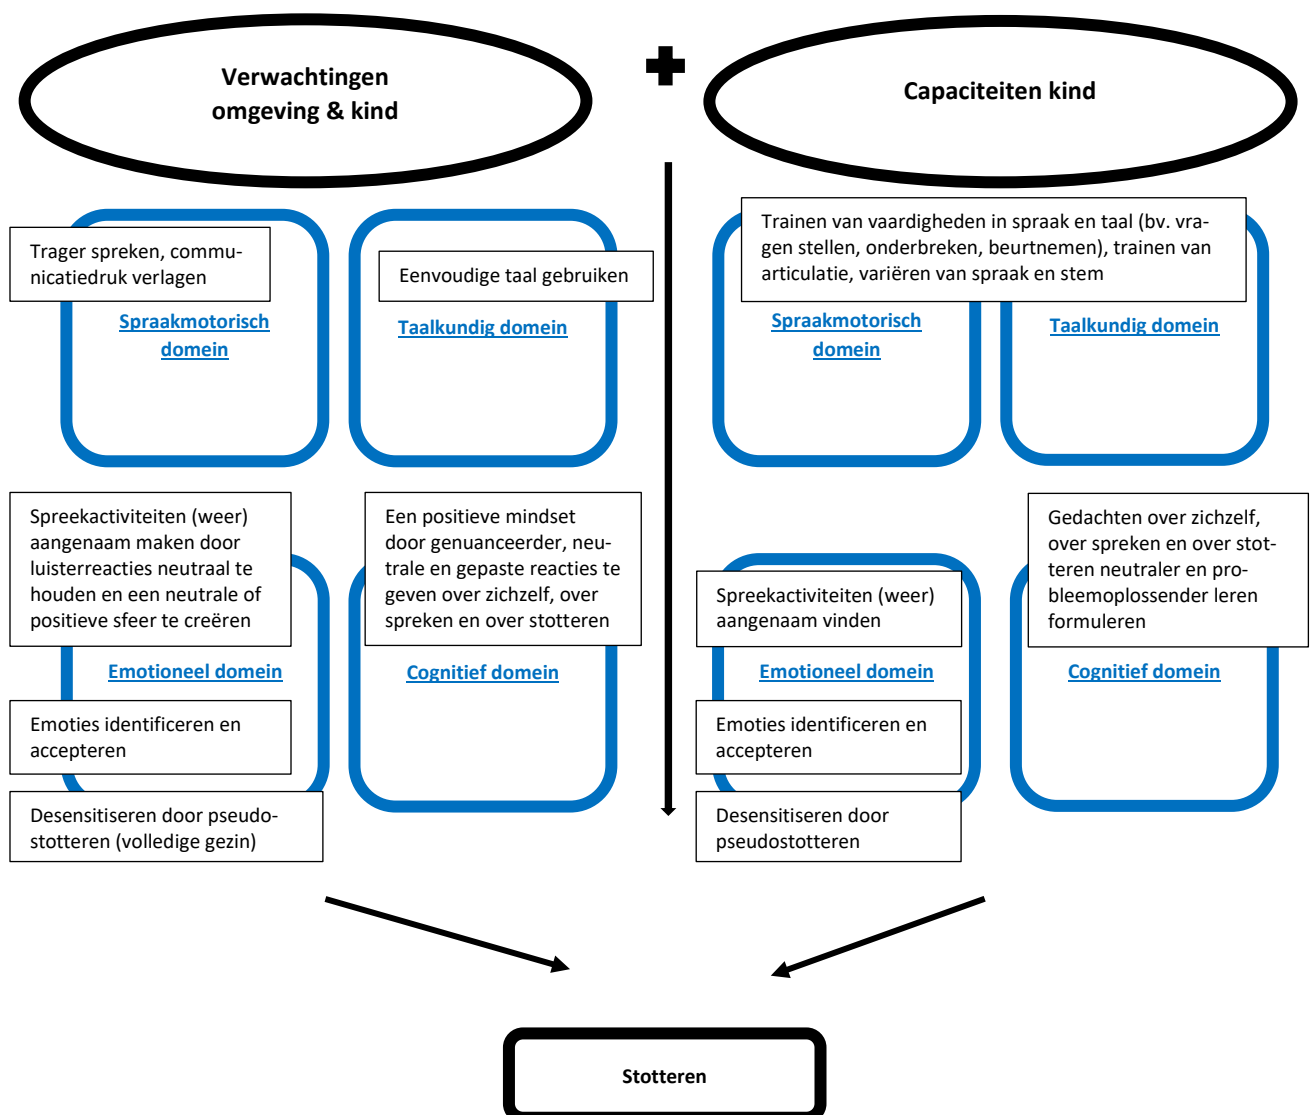 Verwachtingen
omgeving & kind
Capaciteiten kind
Trager spreken, commu-
nicatiedruk verlagen
Spraakmotorisch
domein
Eenvoudige taal gebruiken
Taalkundig domein
Trainen van vaardigheden in spraak en taal (bv. vra-
gen stellen, onderbreken, beurtnemen), trainen van
articulatie, variëren van spraak en stem
Spraakmotorisch
domein
Taalkundig domein
Spreekactiviteiten (weer)
aangenaam maken door
luisterreacties neutraal te
houden en een neutrale of
positieve sfeer te creëren
Emotioneel domein
Emoties identificeren en
accepteren
Desensitiseren door pseudo-
stotteren (volledige gezin)
Een positieve mindset
door genuanceerder, neu-
trale en gepaste reacties te
geven over zichzelf, over
spreken en over stotteren
Cognitief domein
Spreekactiviteiten (weer)
aangenaam vinden
Emotioneel domein
Emoties identificeren en
accepteren
Desensitiseren door
pseudostotteren
Gedachten over zichzelf,
over spreken en over stot-
teren neutraler en pro-
bleemoplossender leren
formuleren
Cognitief domein
Stotteren